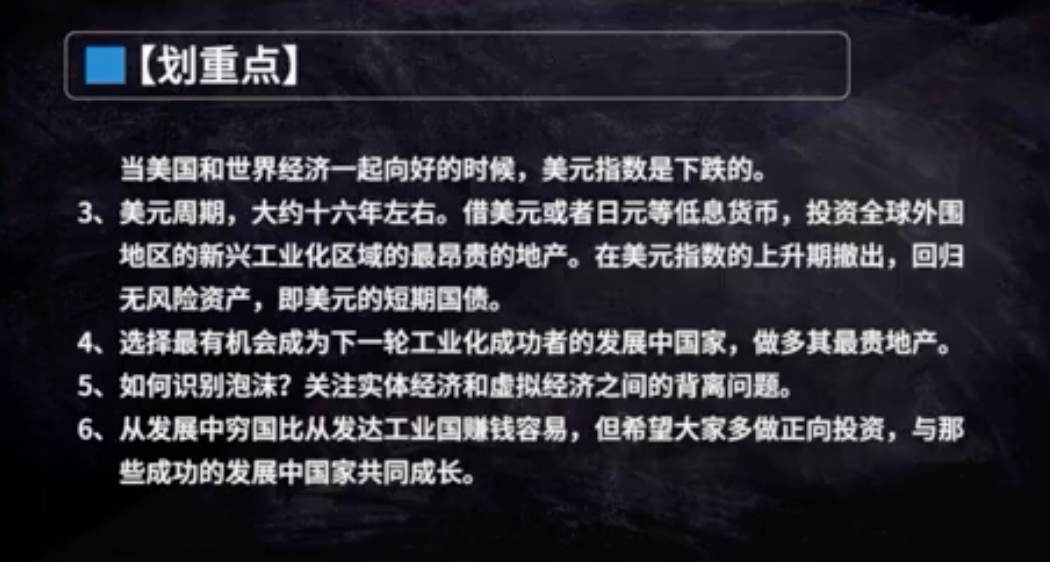 【划重点】
当美国和世界经济一起向好的时候，美元指数是下跌的。
3、美元周期，大约十六年左右。借美元或者日元等低息货币，投资全球外围
地区的新兴工业化区域的最昂贵的地产。在美元指数的上升期撤出，回归
无风险资产，即美元的短期国债。
4、选择最有机会成为下一轮工业化成功者的发展中国家，做多其最贵地产。
5、如何识别泡沫？关注实体经济和虚拟经济之间的背离问题。
6、从发展中穷国比从发达工业国赚钱容易，但希望大家多做正向投资，与那
些成功的发展中国家共同成长。